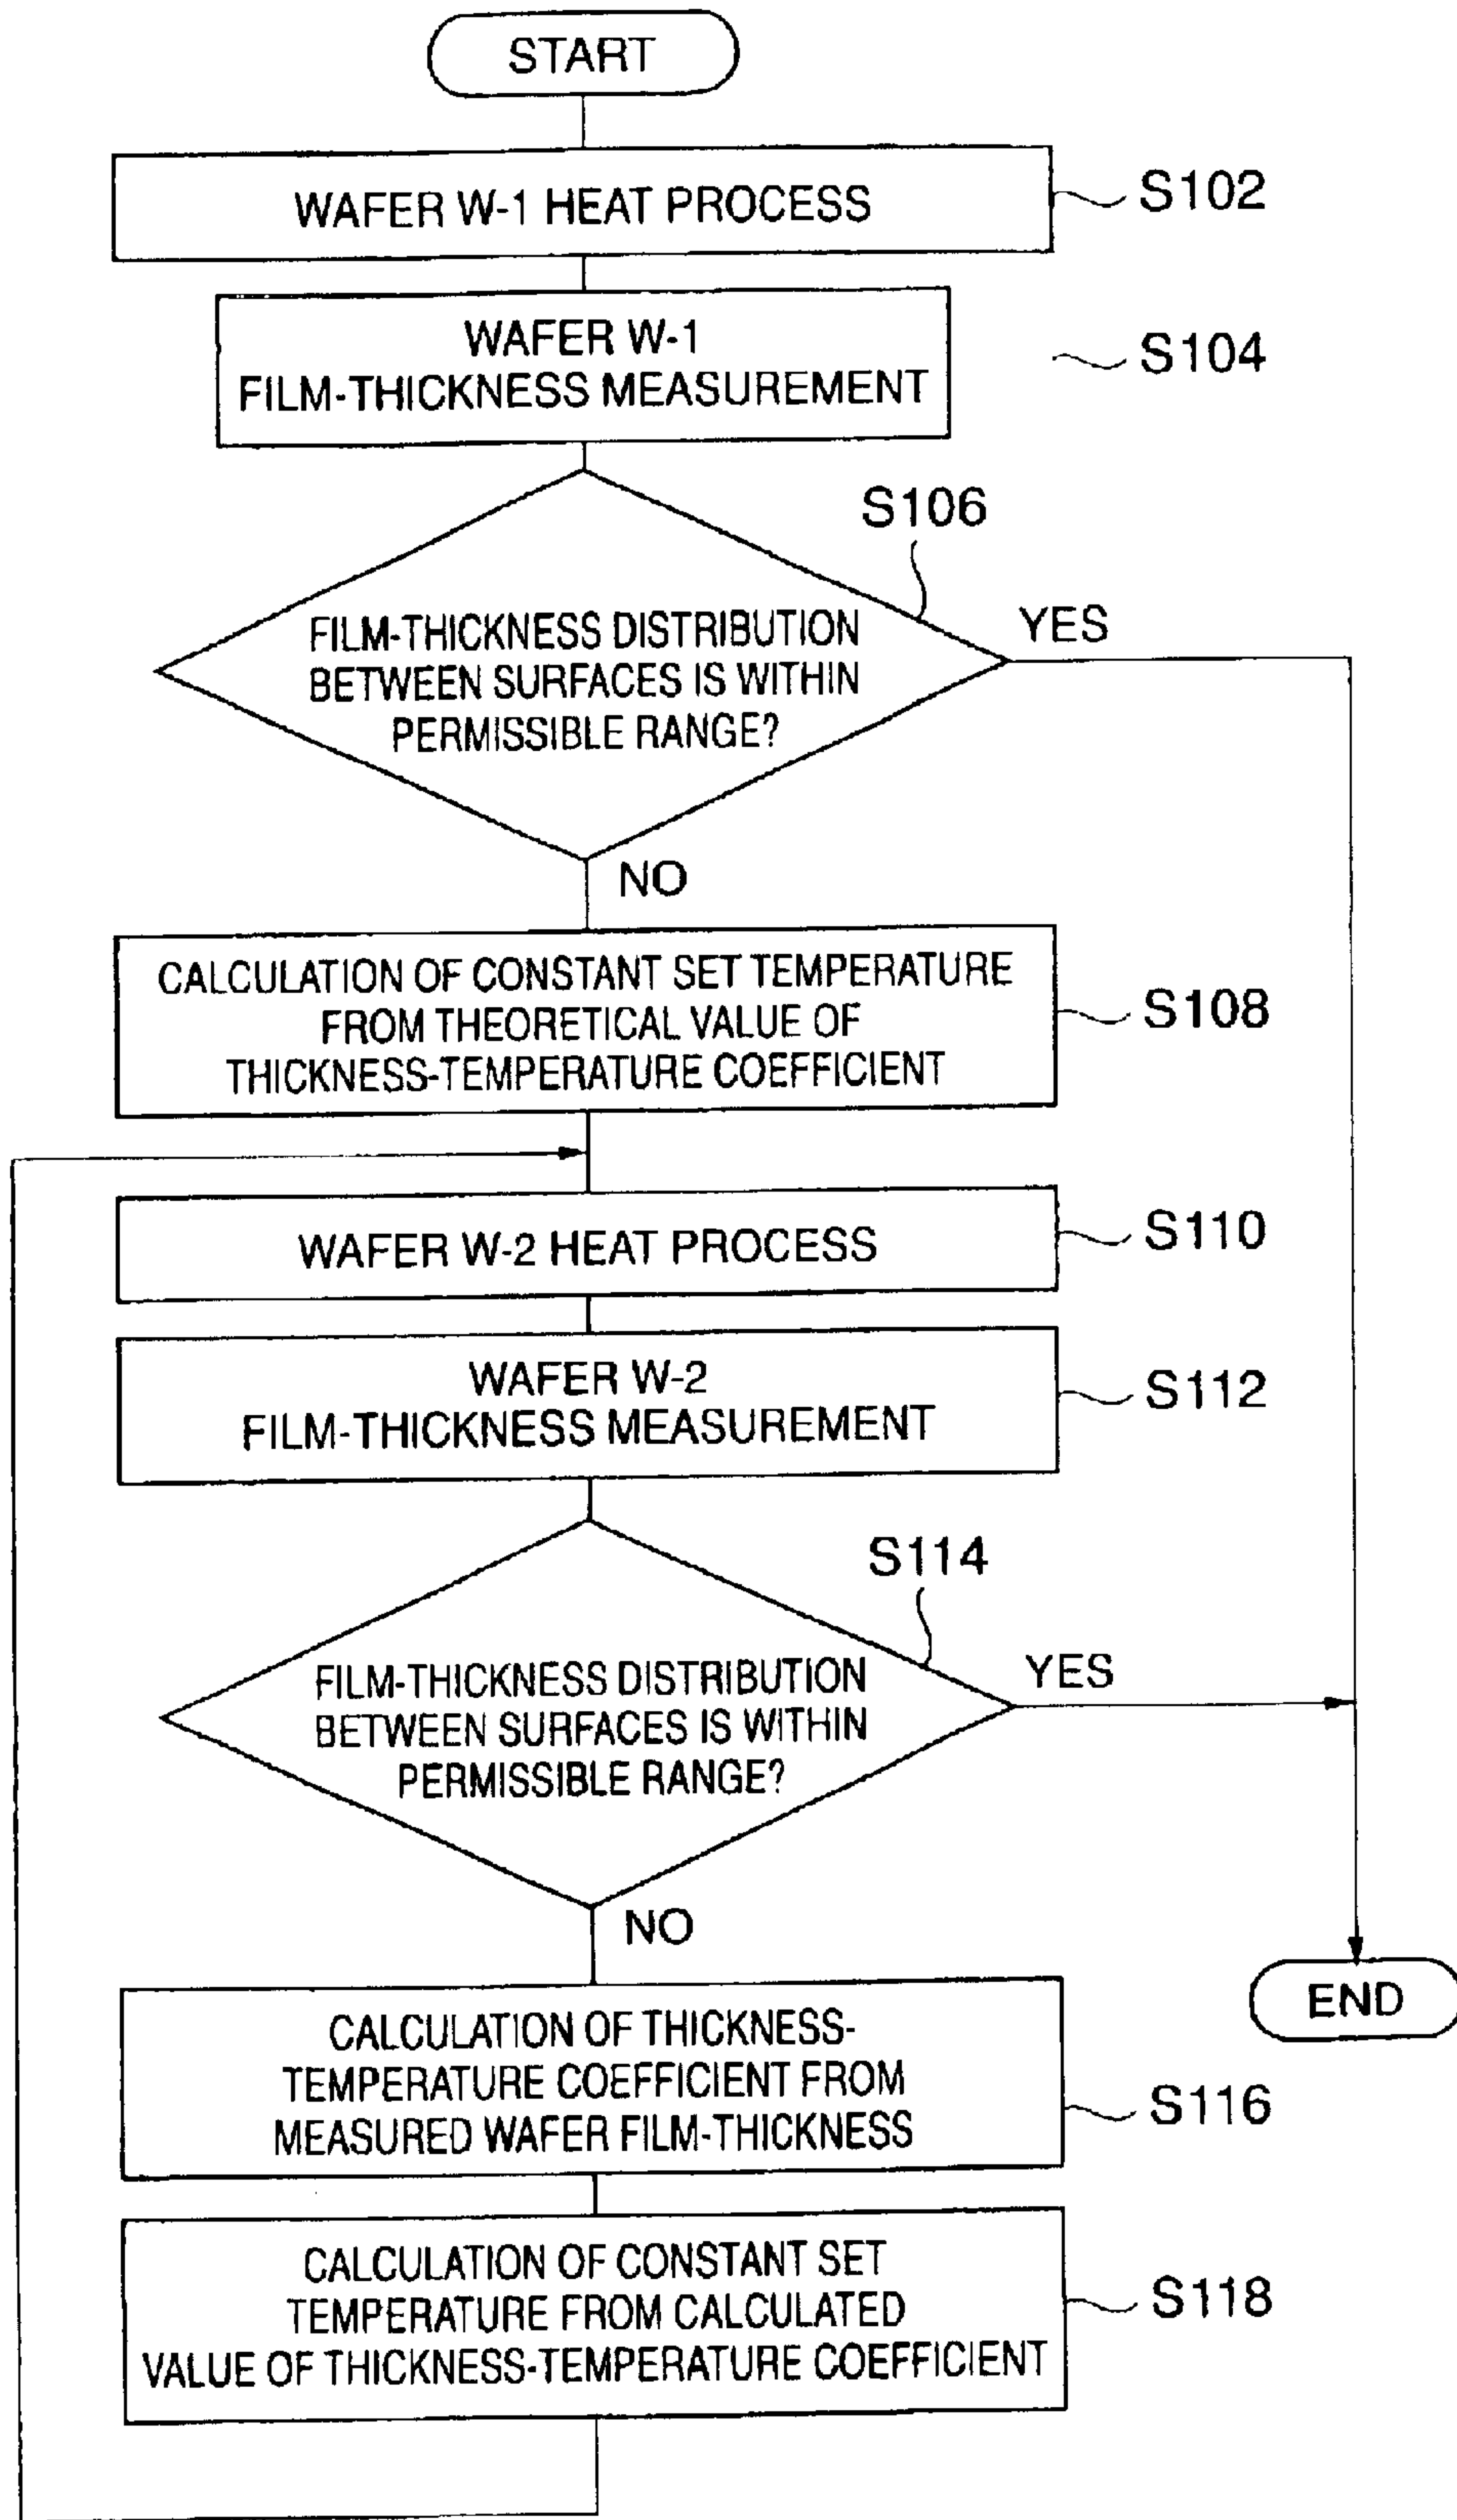 START
WAFER W-1 HEAT PROCESS
S102
WAFER W-1
FILM-THICKNESS MEASUREMENT
S104
S106
FILM-THICKNESS DISTRIBUTION
BETWEEN SURFACES IS WITHIN
PERMISSIBLE RANGE?
YES
NO
CALCULATION OF CONSTANT SET TEMPERATURE
FROM THEORETICAL VALUE OF
THICKNESS-TEMPERATURE COEFFICIENT
S108
WAFER W-2 HEAT PROCESS
S110
WAFER W-2
FILM-THICKNESS MEASUREMENT
S112
S114
FILM-THICKNESS DISTRIBUTION
BETWEEN SURFACES IS WITHIN
PERMISSIBLE RANGE?
YES
NO
END
CALCULATION OF THICKNESS-
TEMPERATURE COEFFICIENT FROM
MEASURED WAFER FILM-THICKNESS
S116
CALCULATION OF CONSTANT SET
TEMPERATURE FROM CALCULATED
VALUE OF THICKNESS-TEMPERATURE COEFFICIENT
S118